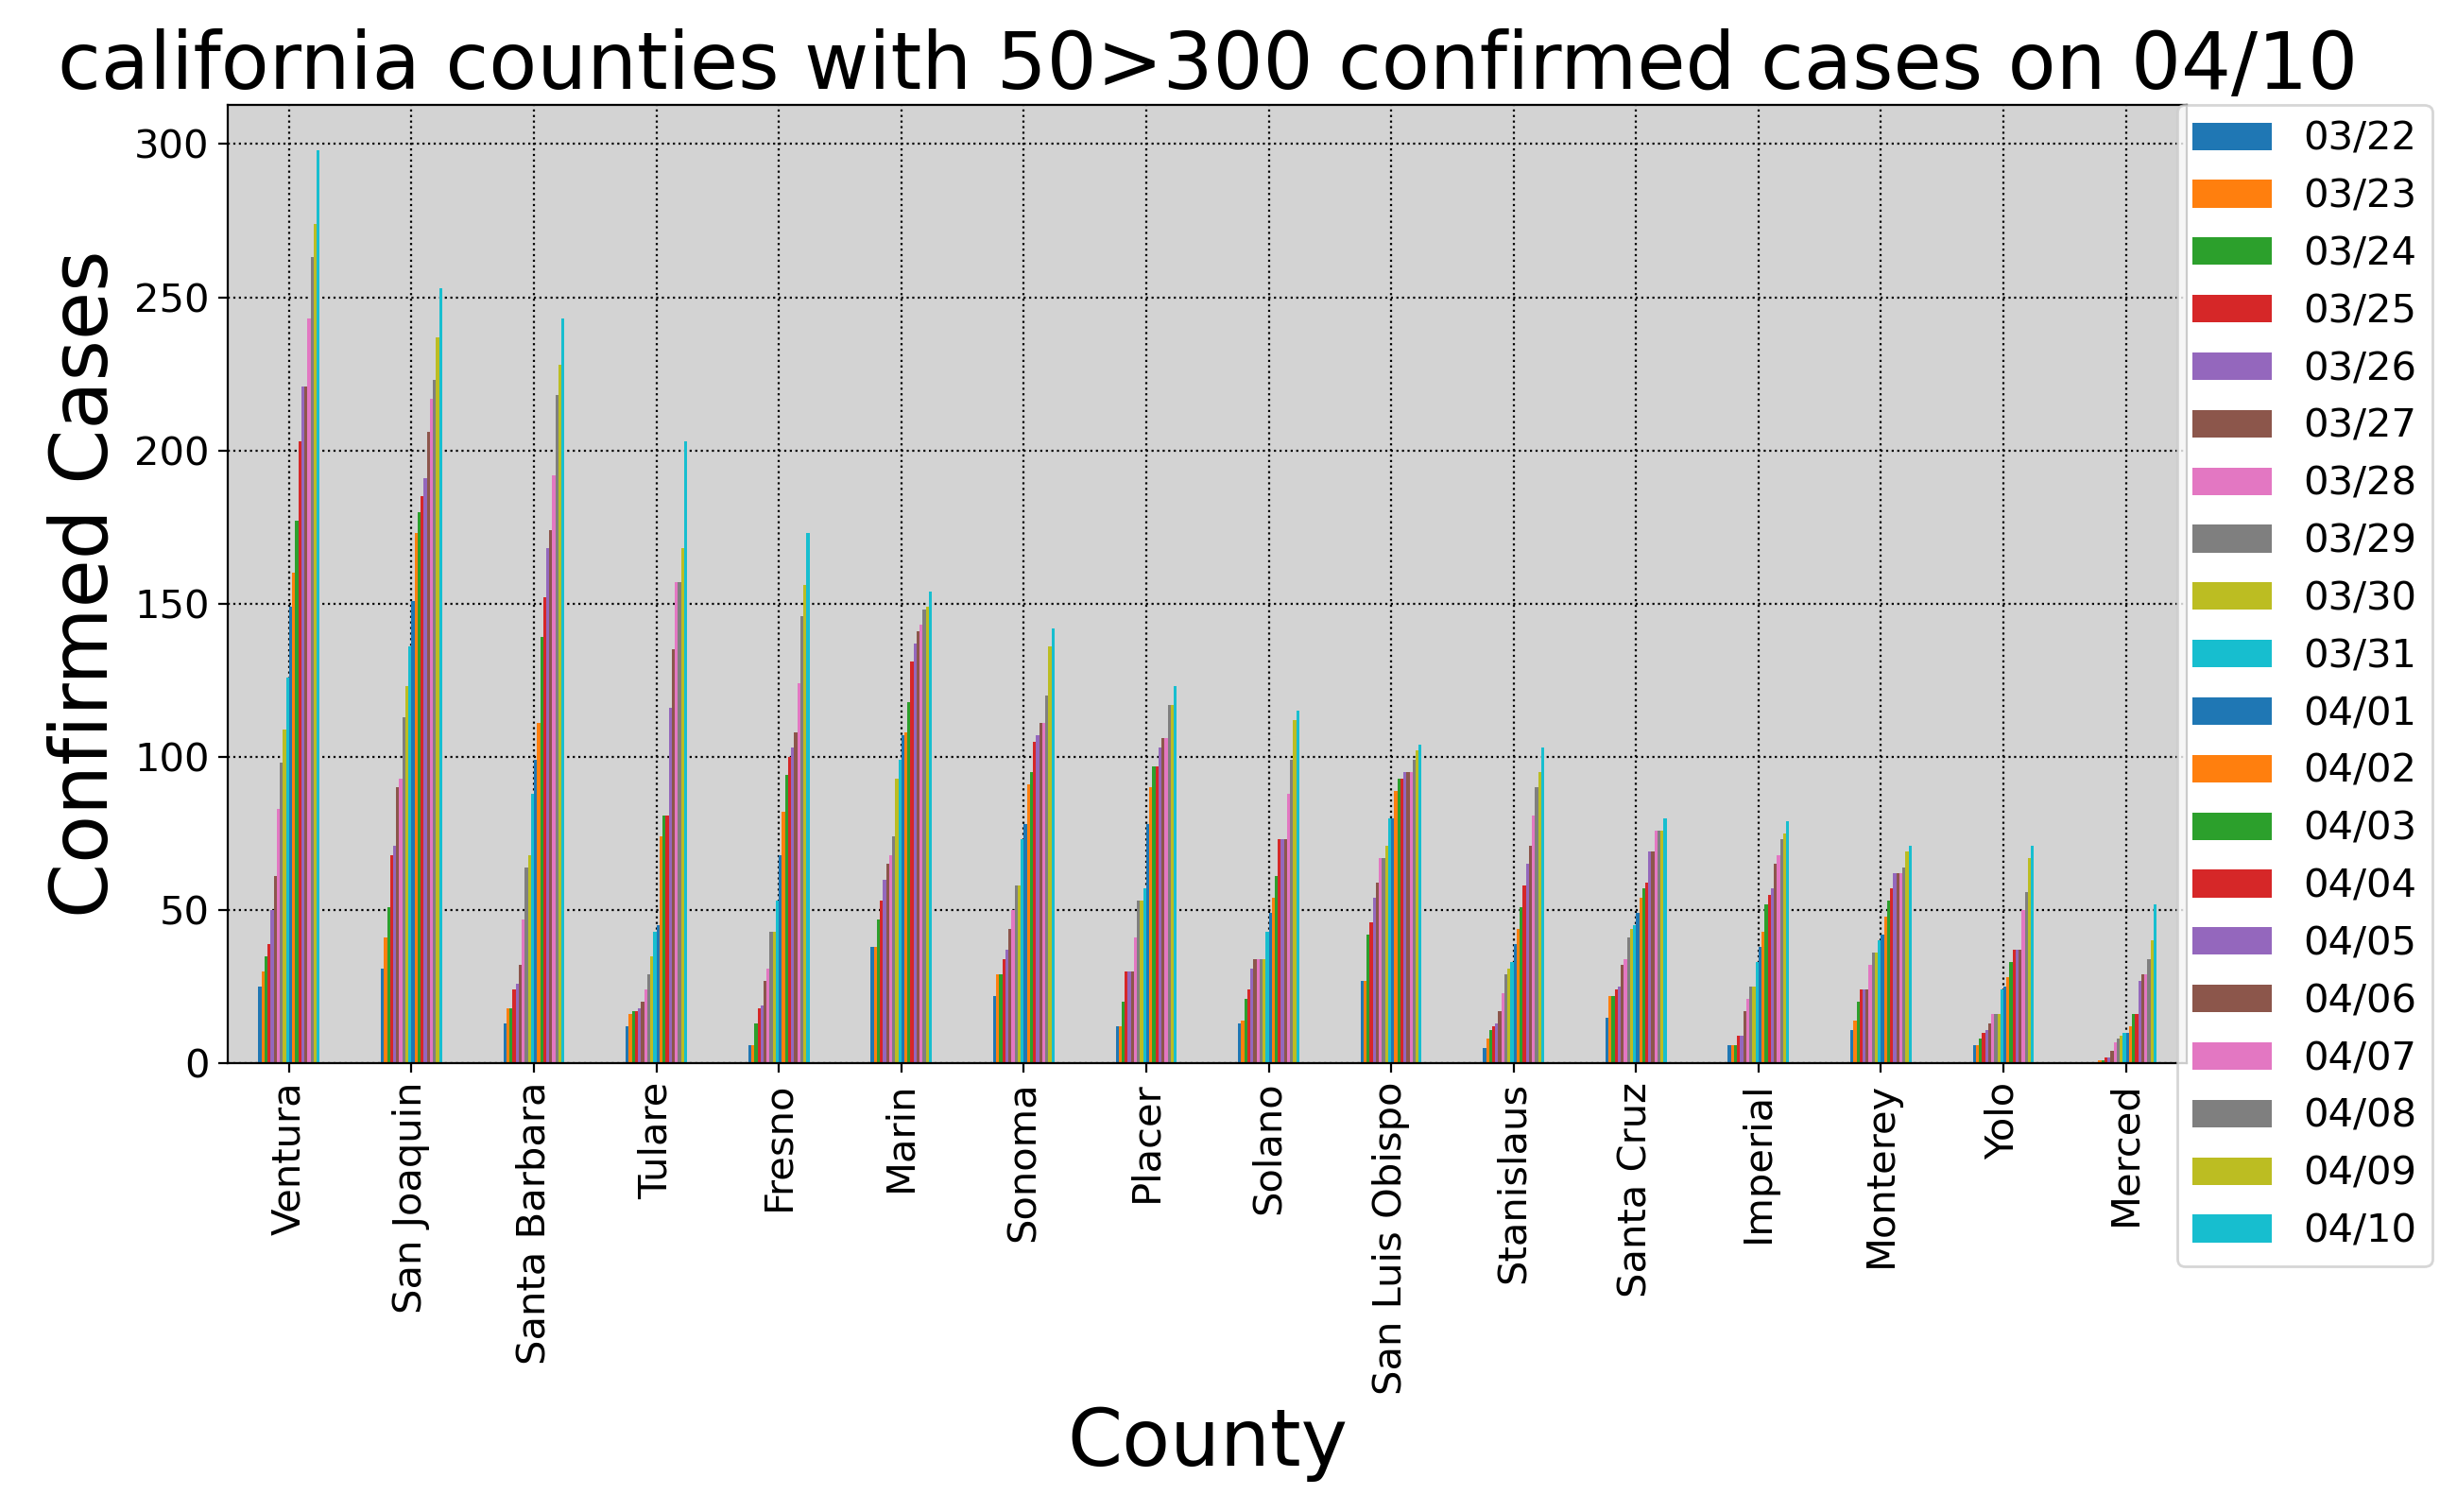 california counties with 50>300 confirmed cases on 04/10
Confirmed Cases
300
250
200
150
100
50
0
Ventura
San Joaquin
Santa Barbara
Tulare
Fresno
Marin
Sonoma
Placer
Solano
San Luis Obispo
Stanislaus
Santa Cruz
Imperial
Monterey
Yolo
Merced
County
03/22
03/23
03/24
03/25
03/26
03/27
03/28
03/29
03/30
03/31
04/01
04/02
04/03
04/04
04/05
04/06
04/07
04/08
04/09
04/10